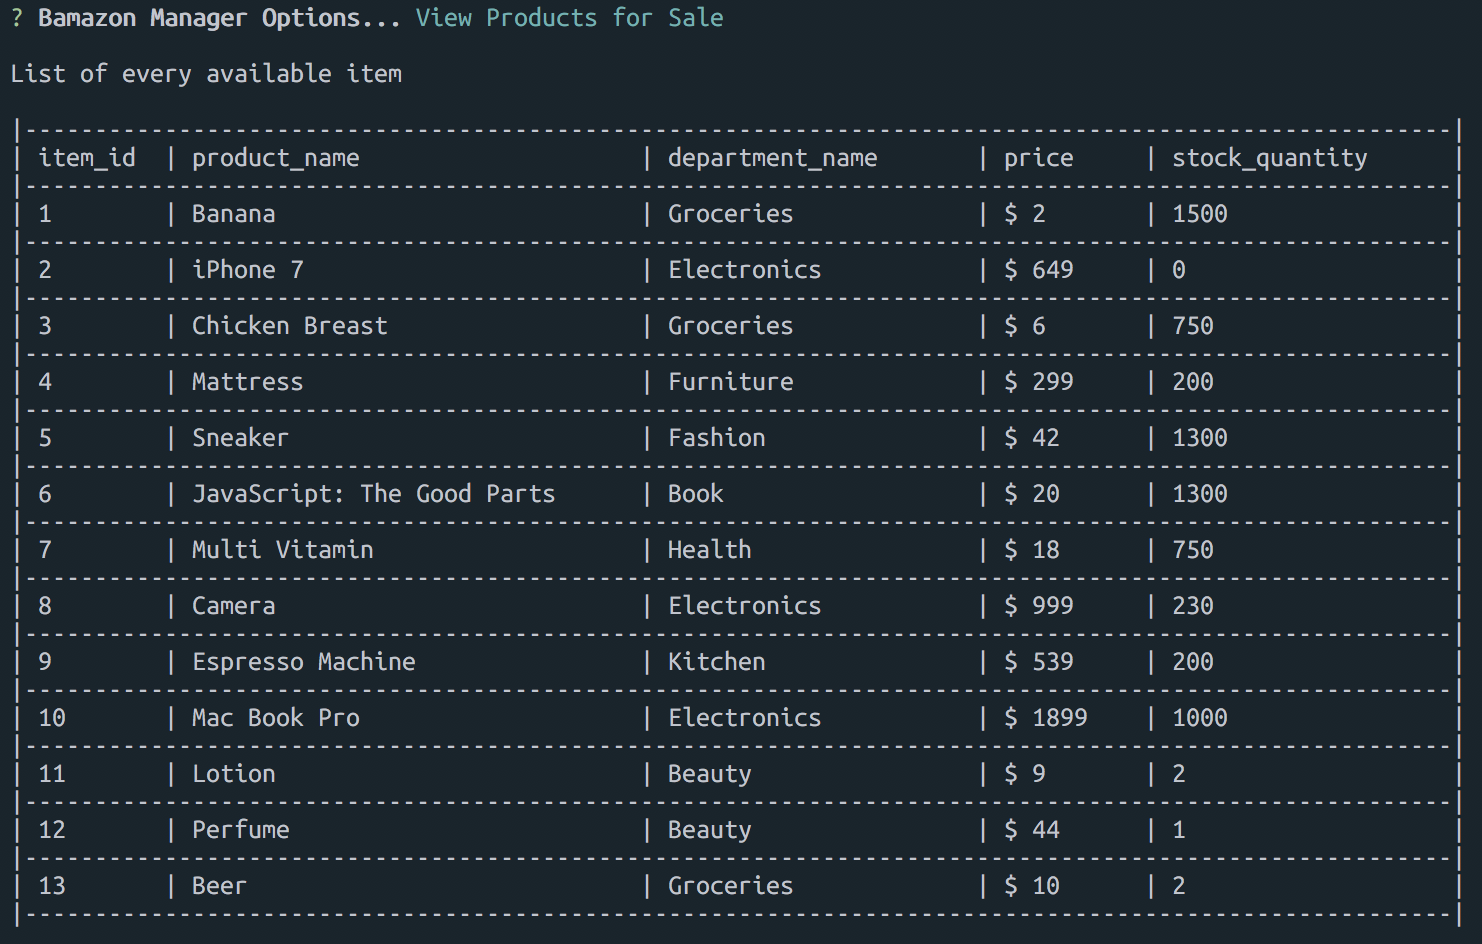 ? Bamazon Manager Options... View Products for Sale
List of every available item
|------------------------------------------------------------------------------------------------------|
| item_id  | product_name                    | department_name       | price     | stock_quantity      |
|------------------------------------------------------------------------------------------------------|
| 1        | Banana                          | Groceries             | $ 2       | 1500                |
|------------------------------------------------------------------------------------------------------|
| 2        | iPhone 7                        | Electronics           | $ 649     | 0                   |
|------------------------------------------------------------------------------------------------------|
| 3        | Chicken Breast                  | Groceries             | $ 6       | 750                 |
|------------------------------------------------------------------------------------------------------|
| 4        | Mattress                        | Furniture             | $ 299     | 200                 |
|------------------------------------------------------------------------------------------------------|
| 5        | Sneaker                         | Fashion               | $ 42      | 1300                |
|------------------------------------------------------------------------------------------------------|
| 6        | JavaScript: The Good Parts      | Book                  | $ 20      | 1300                |
|------------------------------------------------------------------------------------------------------|
| 7        | Multi Vitamin                   | Health                | $ 18      | 750                 |
|------------------------------------------------------------------------------------------------------|
| 8        | Camera                          | Electronics           | $ 999     | 230                 |
|------------------------------------------------------------------------------------------------------|
| 9        | Espresso Machine                | Kitchen               | $ 539     | 200                 |
|------------------------------------------------------------------------------------------------------|
| 10       | Mac Book Pro                    | Electronics           | $ 1899    | 1000                |
|------------------------------------------------------------------------------------------------------|
| 11       | Lotion                          | Beauty                | $ 9       | 2                   |
|------------------------------------------------------------------------------------------------------|
| 12       | Perfume                         | Beauty                | $ 44      | 1                   |
|------------------------------------------------------------------------------------------------------|
| 13       | Beer                            | Groceries             | $ 10      | 2                   |
|------------------------------------------------------------------------------------------------------|